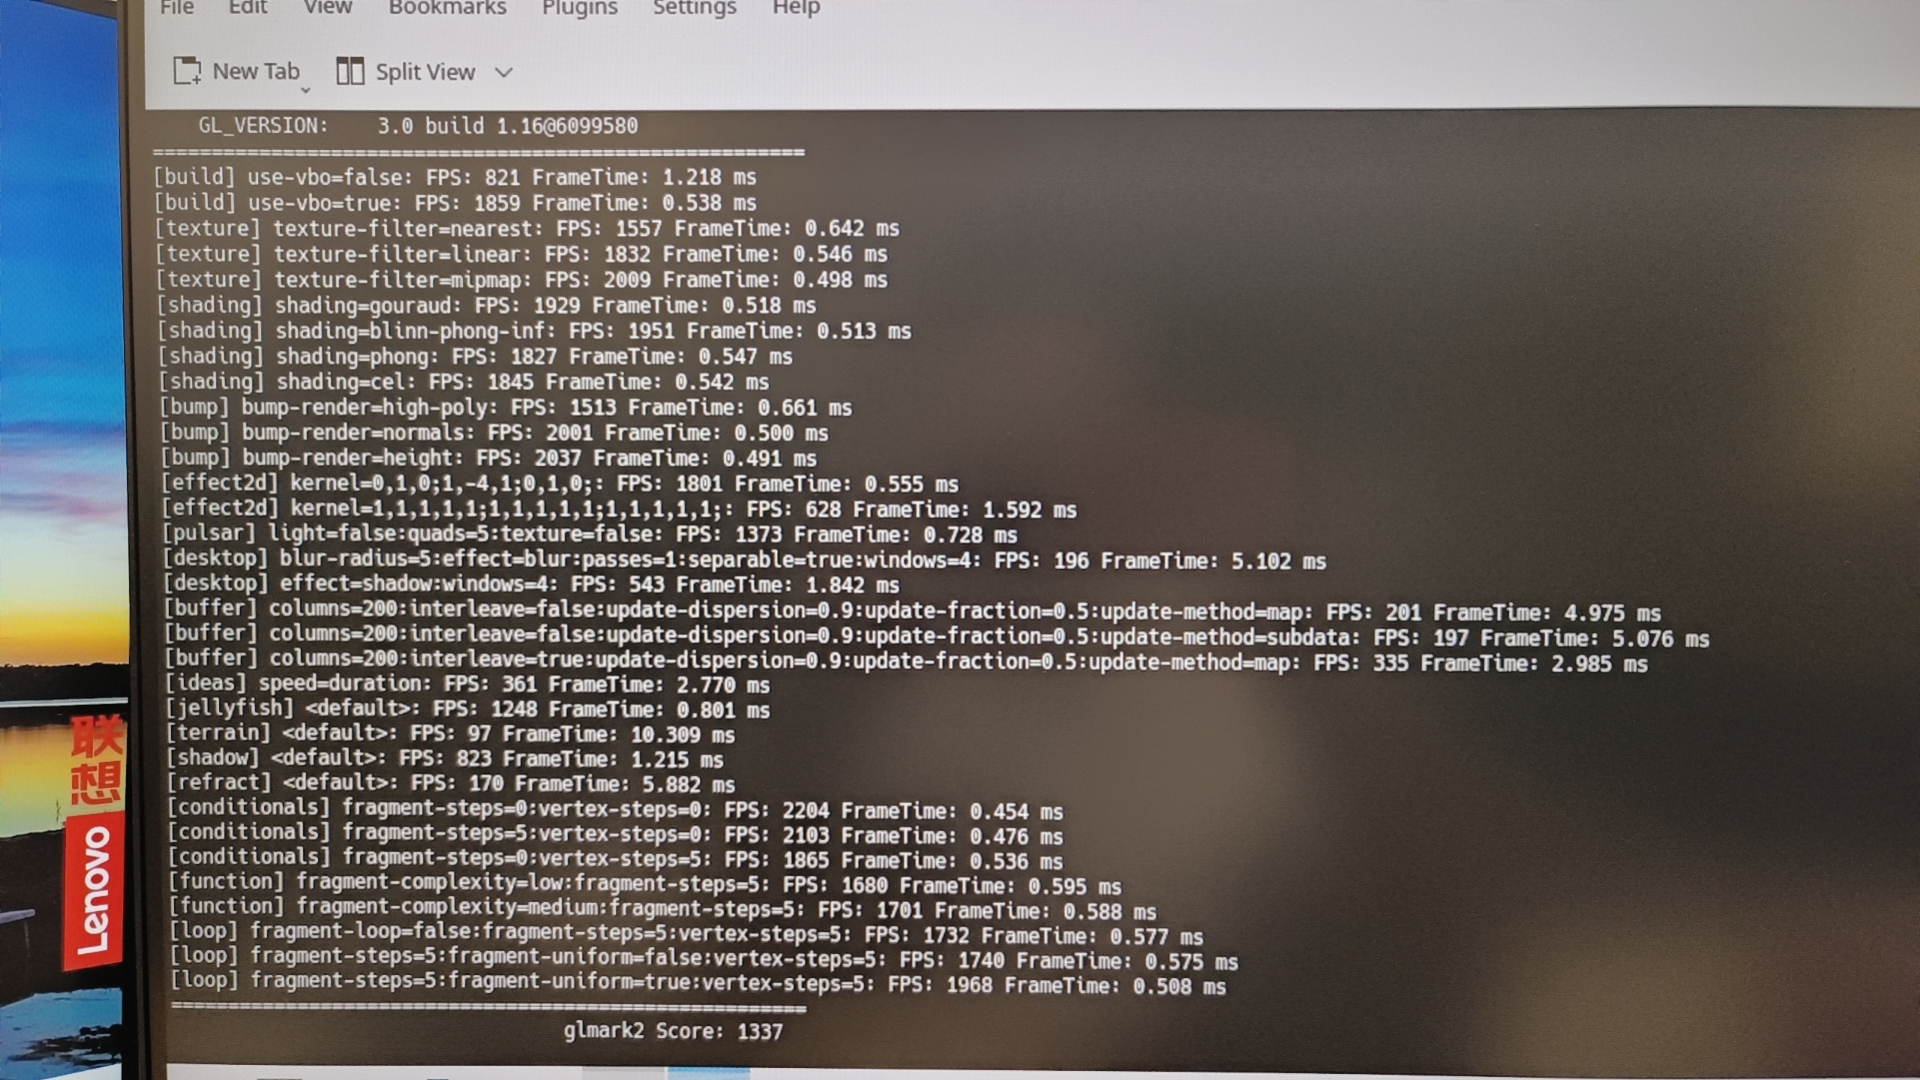 File Edit View Bookmarks Plugins Settings Help
New Tab Split View
GL_VERSION: 3.0 build 1.16@6099580
=======================================================
[build] use-vbo=false: FPS: 821 FrameTime: 1.218 ms
[build] use-vbo=true: FPS: 1859 FrameTime: 0.538 ms
[texture] texture-filter=nearest: FPS: 1557 FrameTime: 0.642 ms
[texture] texture-filter=linear: FPS: 1832 FrameTime: 0.546 ms
[texture] texture-filter=mipmap: FPS: 2009 FrameTime: 0.498 ms
[shading] shading=gouraud: FPS: 1929 FrameTime: 0.518 ms
[shading] shading=blinn-phong-inf: FPS: 1951 FrameTime: 0.513 ms
[shading] shading=phong: FPS: 1827 FrameTime: 0.547 ms
[shading] shading=cel: FPS: 1845 FrameTime: 0.542 ms
[bump] bump-render=high-poly: FPS: 1513 FrameTime: 0.661 ms
[bump] bump-render=normals: FPS: 2001 FrameTime: 0.500 ms
[bump] bump-render=height: FPS: 2037 FrameTime: 0.491 ms
[effect2d] kernel=0,1,0;1,-4,1;0,1,0;: FPS: 1801 FrameTime: 0.555 ms
[effect2d] kernel=1,1,1,1,1;1,1,1,1,1;1,1,1,1,1;: FPS: 628 FrameTime: 1.592 ms
[pulsar] light=false:quads=5:texture=false: FPS: 1373 FrameTime: 0.728 ms
[desktop] blur-radius=5:effect=blur:passes=1:separable=true:windows=4: FPS: 196 FrameTime: 5.102 ms
[desktop] effect=shadow:windows=4: FPS: 543 FrameTime: 1.842 ms
[buffer] columns=200:interleave=false:update-dispersion=0.9:update-fraction=0.5:update-method=map: FPS: 201 FrameTime: 4.975 ms
[buffer] columns=200:interleave=false:update-dispersion=0.9:update-fraction=0.5:update-method=subdata: FPS: 197 FrameTime: 5.076 ms
[buffer] columns=200:interleave=true:update-dispersion=0.9:update-fraction=0.5:update-method=map: FPS: 335 FrameTime: 2.985 ms
[ideas] speed=duration: FPS: 361 FrameTime: 2.770 ms
[jellyfish] <default>: FPS: 1248 FrameTime: 0.801 ms
[terrain] <default>: FPS: 97 FrameTime: 10.309 ms
[shadow] <default>: FPS: 823 FrameTime: 1.215 ms
[refract] <default>: FPS: 170 FrameTime: 5.882 ms
[conditionals] fragment-steps=0:vertex-steps=0: FPS: 2204 FrameTime: 0.454 ms
[conditionals] fragment-steps=5:vertex-steps=0: FPS: 2103 FrameTime: 0.476 ms
[conditionals] fragment-steps=0:vertex-steps=5: FPS: 1865 FrameTime: 0.536 ms
[function] fragment-complexity=low:fragment-steps=5: FPS: 1680 FrameTime: 0.595 ms
[function] fragment-complexity=medium:fragment-steps=5: FPS: 1701 FrameTime: 0.588 ms
[loop] fragment-loop=false:fragment-steps=5:vertex-steps=5: FPS: 1732 FrameTime: 0.577 ms
[loop] fragment-steps=5:fragment-uniform=false:vertex-steps=5: FPS: 1740 FrameTime: 0.575 ms
[loop] fragment-steps=5:fragment-uniform=true:vertex-steps=5: FPS: 1968 FrameTime: 0.508 ms
=======================================================
glmark2 Score: 1337
联想
Lenovo